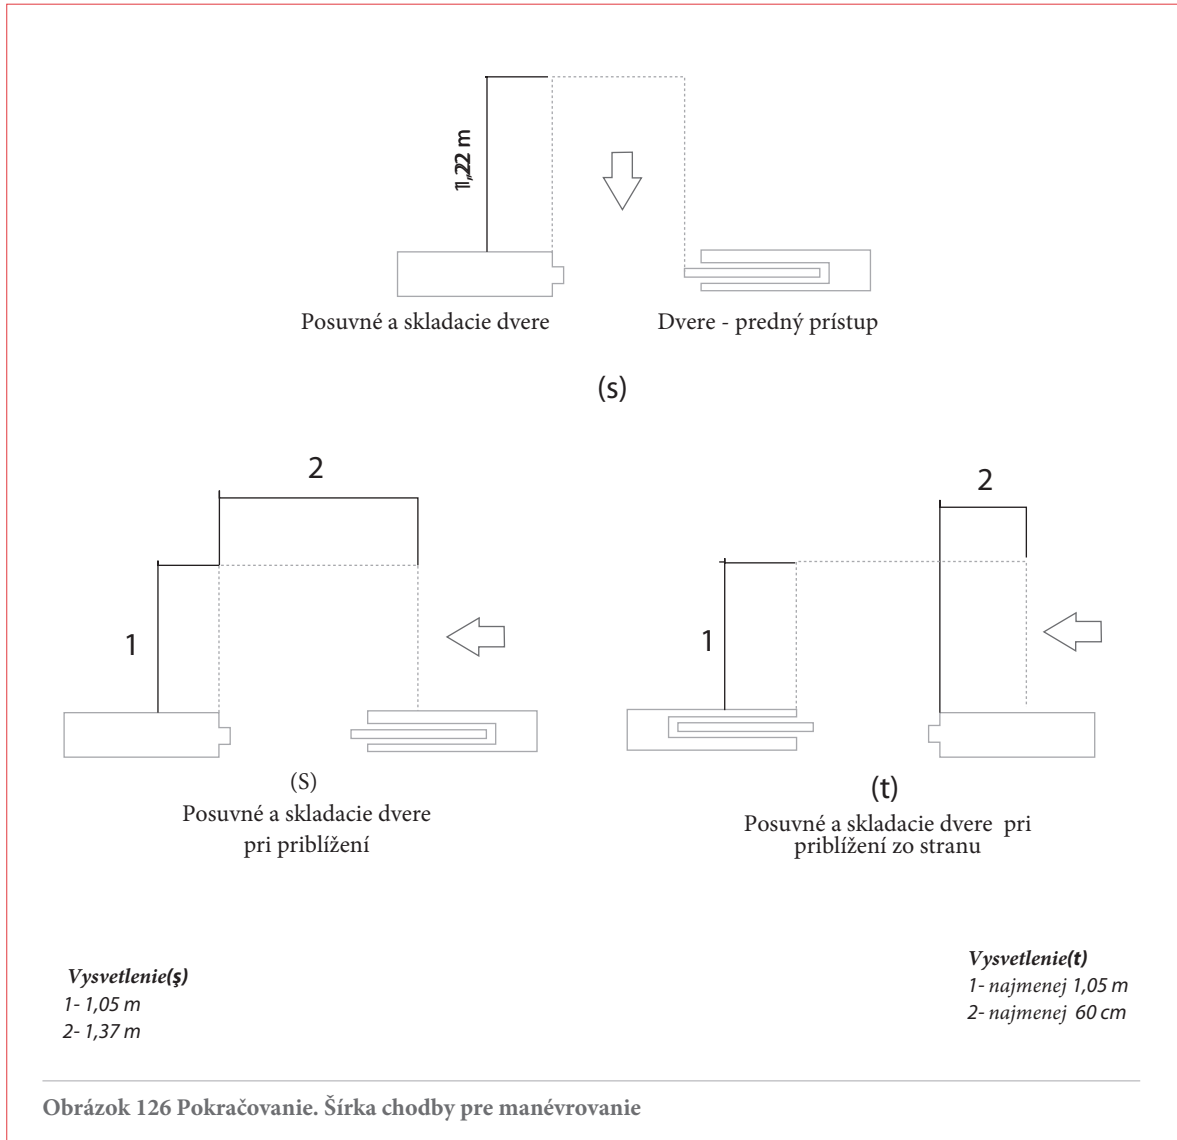 1,22 m
Posuvné a skladacie dvere
Dvere - predný prístup
(s)
2
1
(S)
Posuvné a skladacie dvere
pri priblížení
2
1
(t)
Posuvné a skladacie dvere pri
priblížení zo stranu
Vysvetlenie(ş)
1- 1,05 m
2- 1,37 m
Vysvetlenie(t)
1- najmenej 1,05 m
2- najmenej 60 cm
Obrázok 126 Pokračovanie. Šírka chodby pre manévrovanie